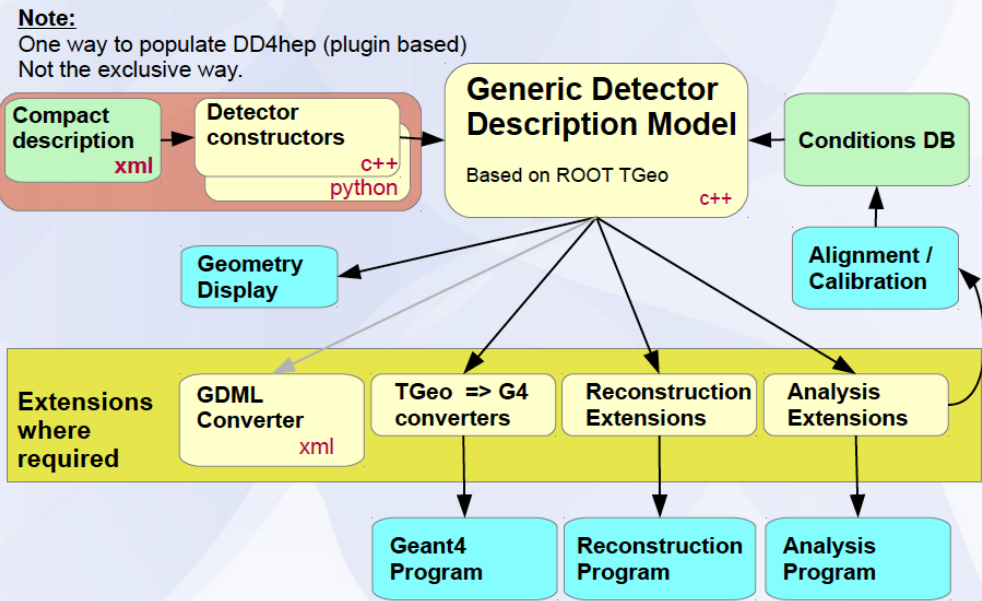 Note:
One way to populate DD4hep (plugin based)
Not the exclusive way.
Compact
description
xml
Detector
constructors
c++
python
Generic Detector
Description Model
Based on ROOT TGeo
c++
Conditions DB
Geometry
Display
Alignment /
Calibration
Extensions
where
required
GDML
Converter
xml
TGeo => G4
converters
Reconstruction
Extensions
Analysis
Extensions
Geant4
Program
Reconstruction
Program
Analysis
Program